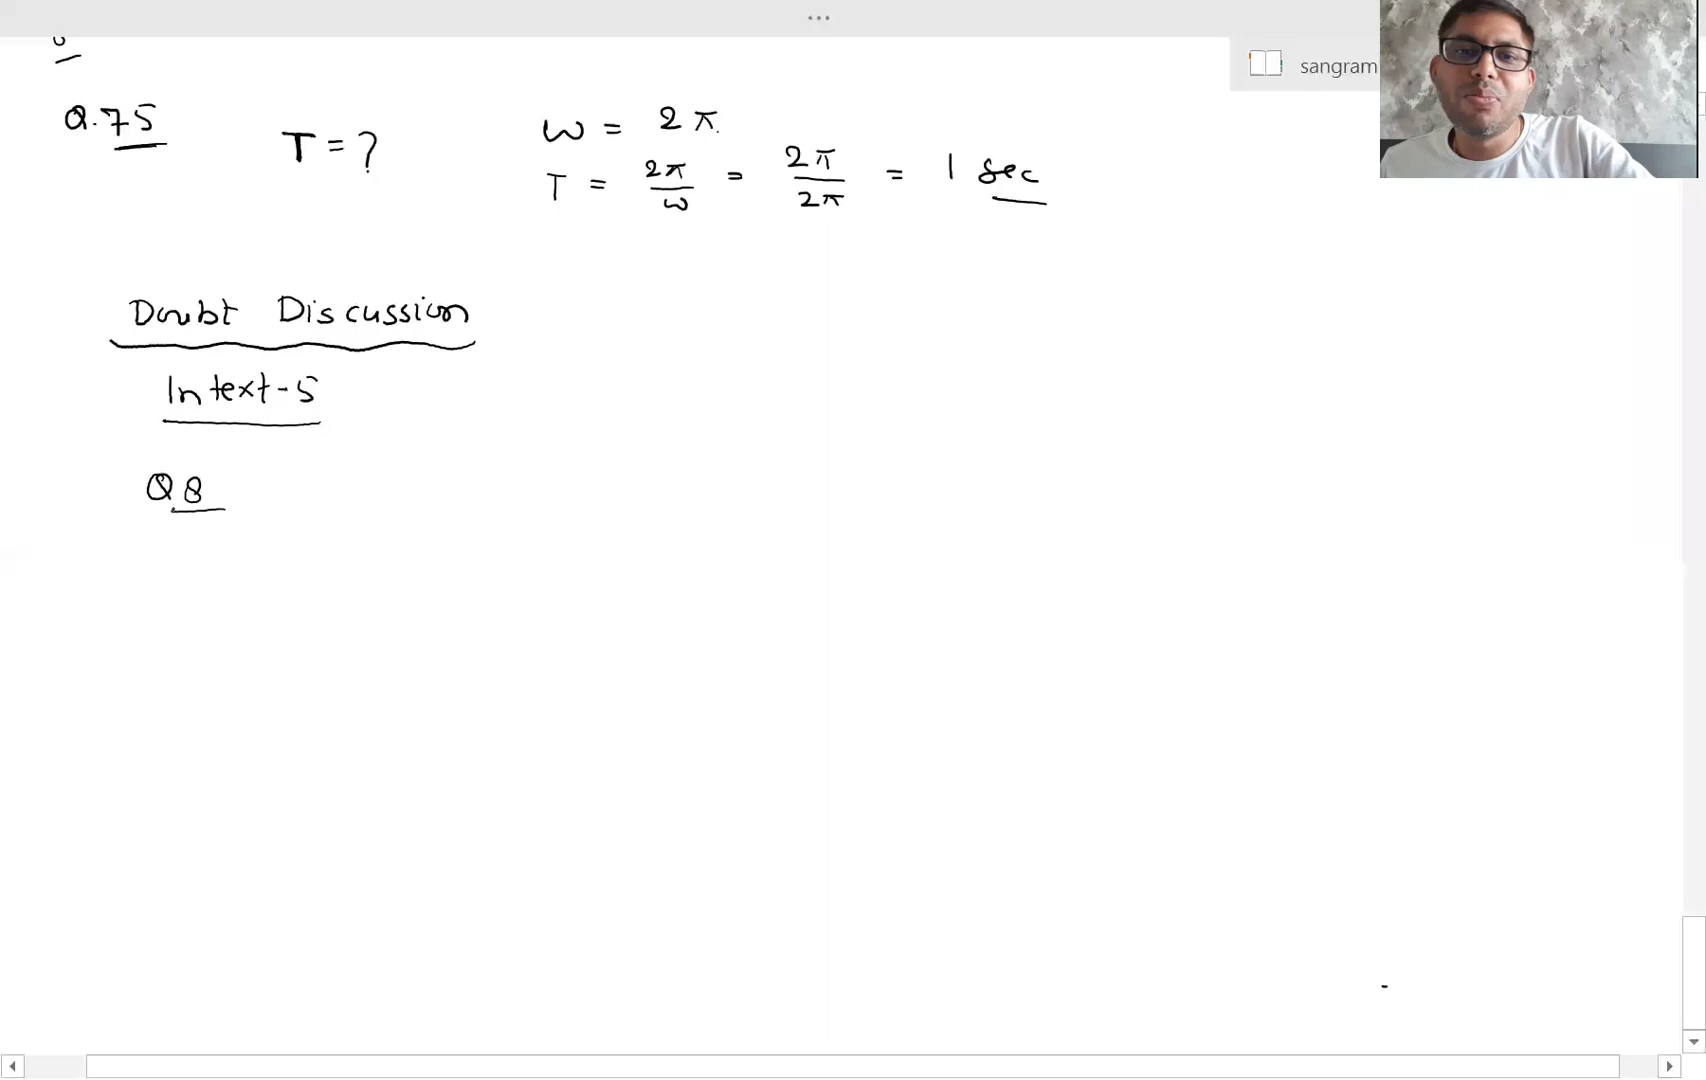 sangram
Q.75
T = ?
ω = 2π
T = 2π/ω = 2π/2π = 1 sec
Doubt Discussion
Intext-5
Q8